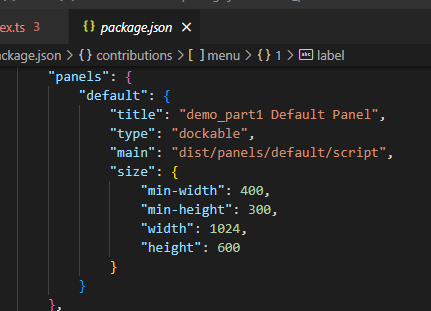 ex.ts 3 {} package.json ×
ackage.json > {} contributions > [ ] menu > {} 1 > abc label
"panels": {
"default": {
"title": "demo_part1 Default Panel",
"type": "dockable",
"main": "dist/panels/default/script",
"size": {
"min-width": 400,
"min-height": 300,
"width": 1024,
"height": 600
}
}
},